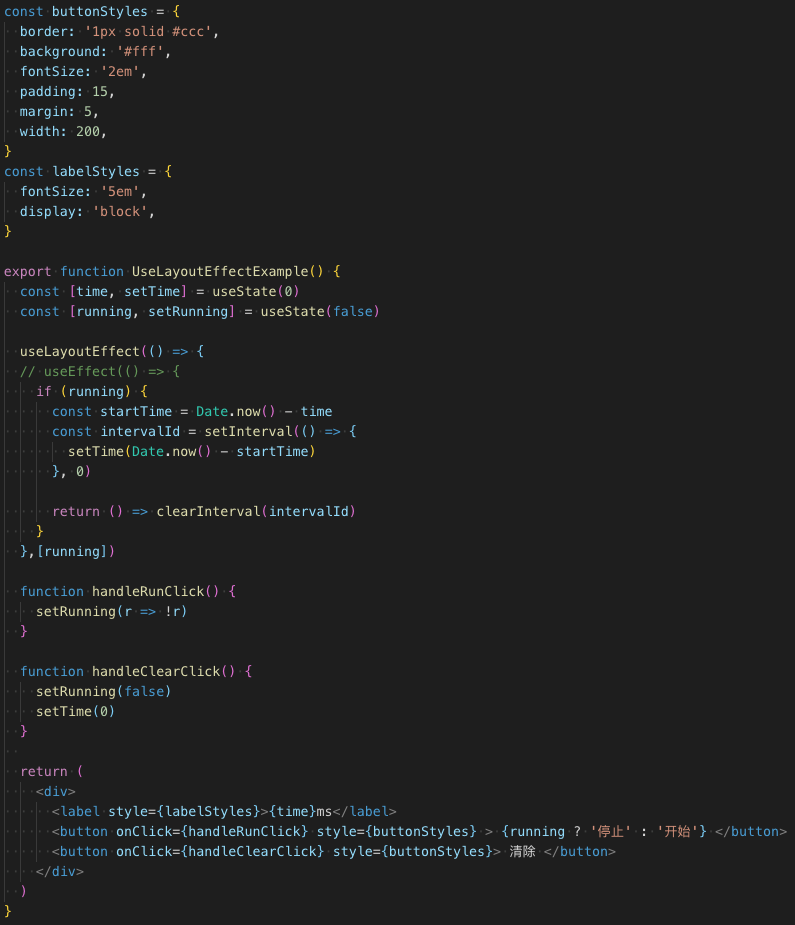 const buttonStyles = {
  border: '1px solid #ccc',
  background: '#fff',
  fontSize: '2em',
  padding: 15,
  margin: 5,
  width: 200,
}
const labelStyles = {
  fontSize: '5em',
  display: 'block',
}

export function UseLayoutEffectExample() {
  const [time, setTime] = useState(0)
  const [running, setRunning] = useState(false)

  useLayoutEffect(() => {
  // useEffect(() => {
    if (running) {
      const startTime = Date.now() - time
      const intervalId = setInterval(() => {
        setTime(Date.now() - startTime)
      }, 0)

      return () => clearInterval(intervalId)
    }
  },[running])

  function handleRunClick() {
    setRunning(r => !r)
  }

  function handleClearClick() {
    setRunning(false)
    setTime(0)
  }

  return (
    <div>
      <label style={labelStyles}>{time}ms</label>
      <button onClick={handleRunClick} style={buttonStyles} > {running ? '停止' : '开始'} </button>
      <button onClick={handleClearClick} style={buttonStyles}> 清除 </button>
    </div>
  )
}